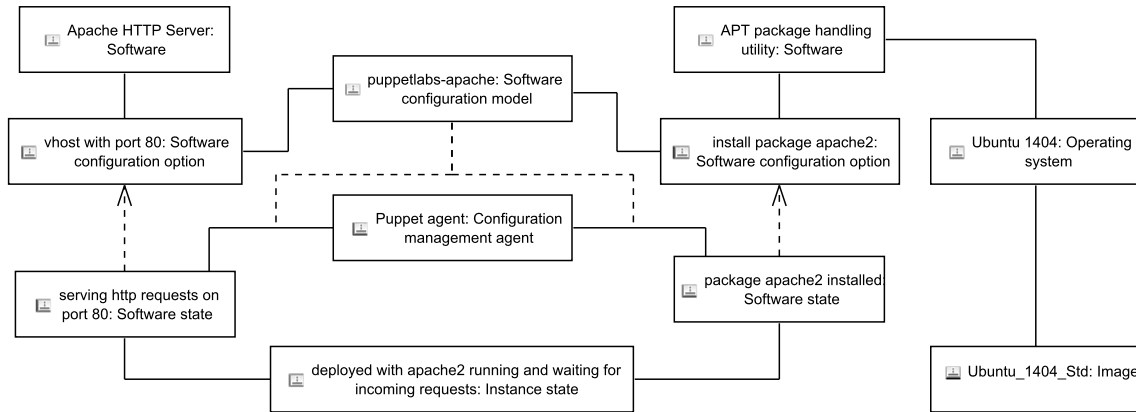 Apache HTTP Server:
Software
APT package handling
utility: Software
puppetlabs-apache: Software
configuration model
vhost with port 80: Software
configuration option
install package apache2:
Software configuration option
Ubuntu 1404: Operating
system
Puppet agent: Configuration
management agent
serving http requests on
port 80: Software state
package apache2 installed:
Software state
deployed with apache2 running and waiting for
incoming requests: Instance state
Ubuntu_1404_Std: Image